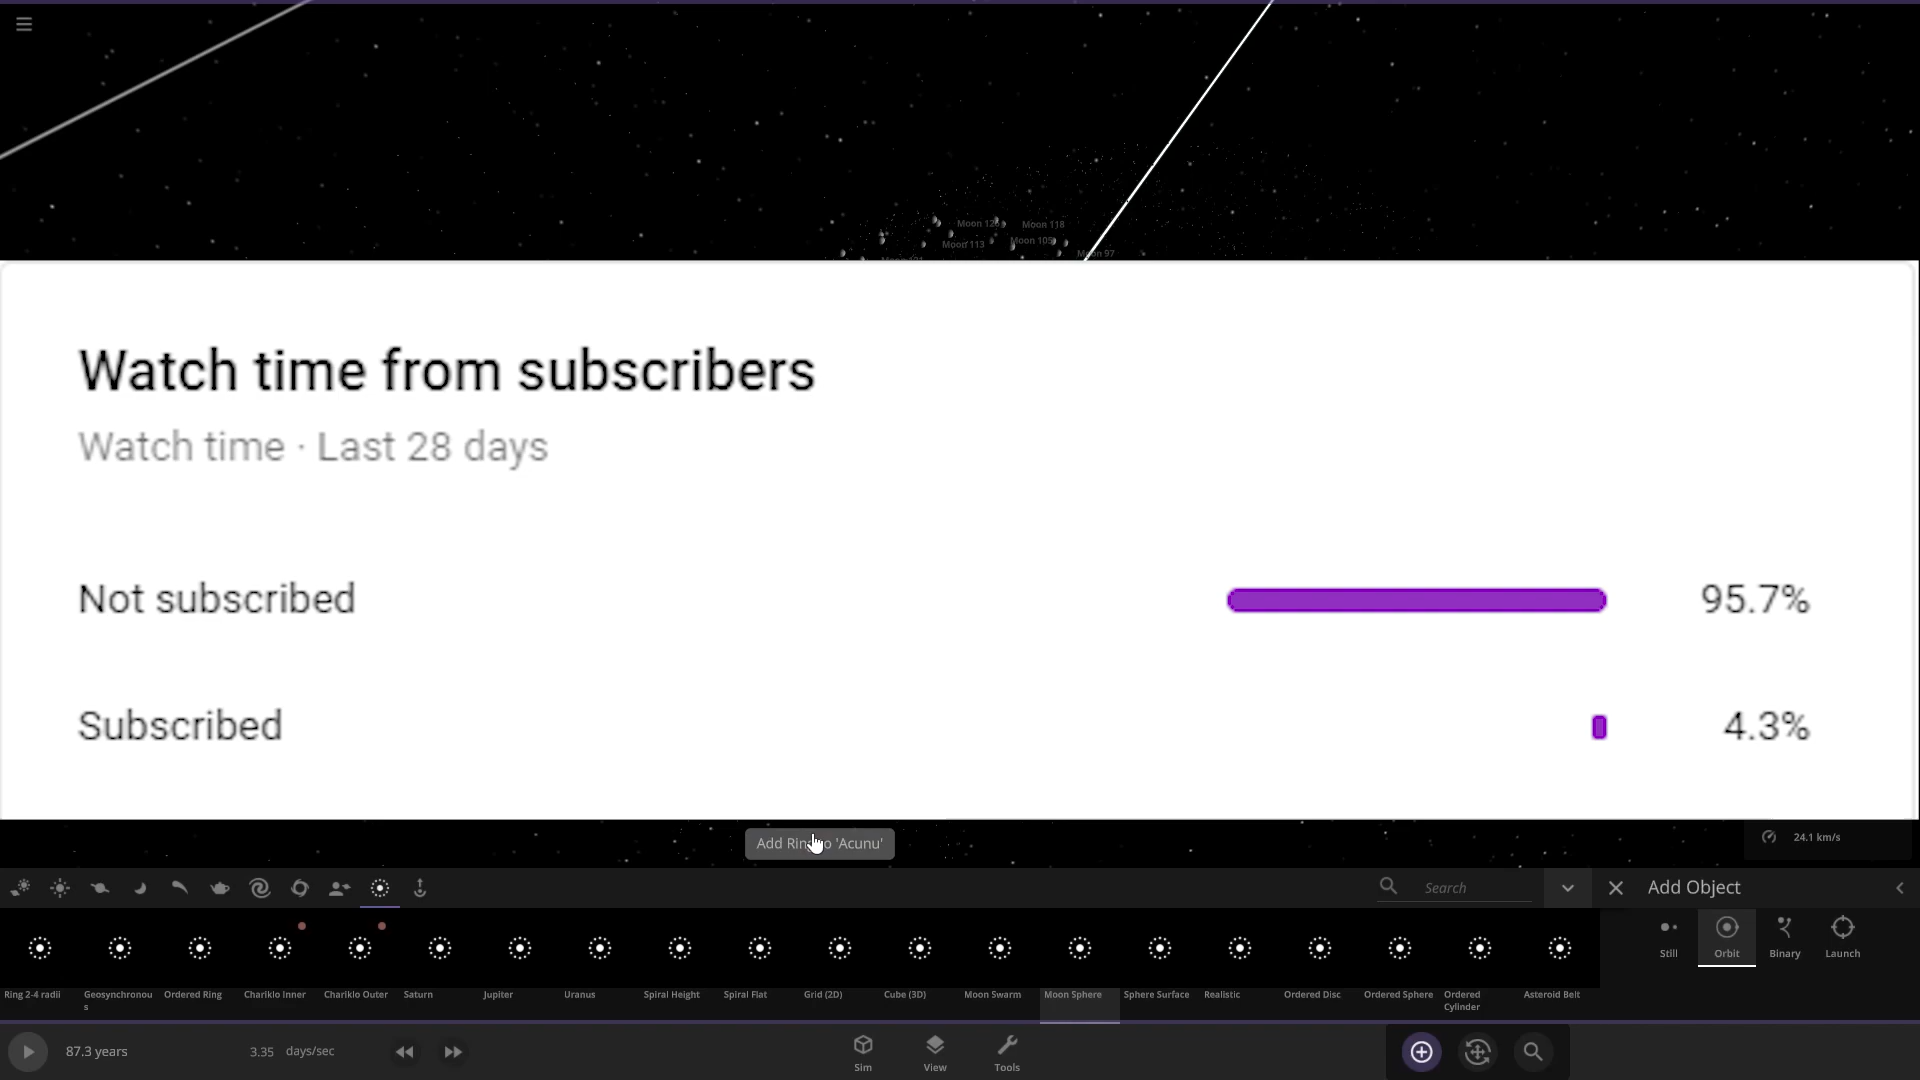 Moon 118
Moon 113
Moon 105
Moon 97
Watch time from subscribers
Watch time · Last 28 days
Not subscribed 95.7%
Subscribed 4.3%
24.1 km/s
Add 'Acunu'
Search
Add Object
Still Orbit Binary Launch
Ring 2-4 radii Geosynchronous Ordered Ring Chariklo Inner Chariklo Outer Saturn Jupiter Uranus Spiral Height Spiral Flat Grid (2D) Cube (3D) Moon Swarm Moon Sphere Sphere Surface Realistic Ordered Disc Ordered Sphere Ordered Cylinder Asteroid Belt
87.3 years 3.35 days/sec
Sim View Tools